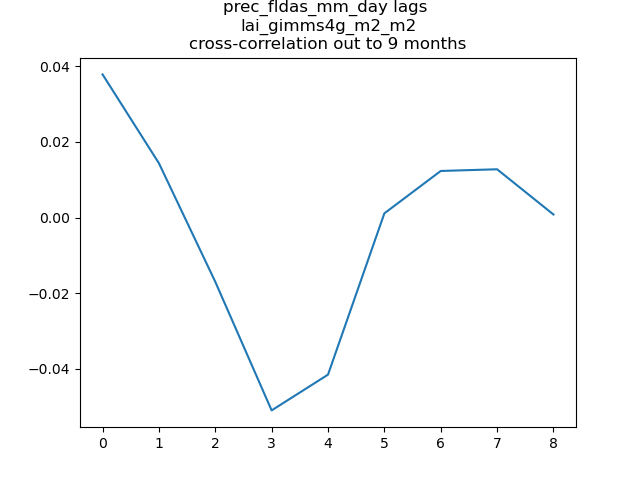 prec_fldas_mm_day lags
lai_gimms4g_m2_m2
cross-correlation out to 9 months
0.04
0.02
0.00
−0.02
−0.04
0 1 2 3 4 5 6 7 8